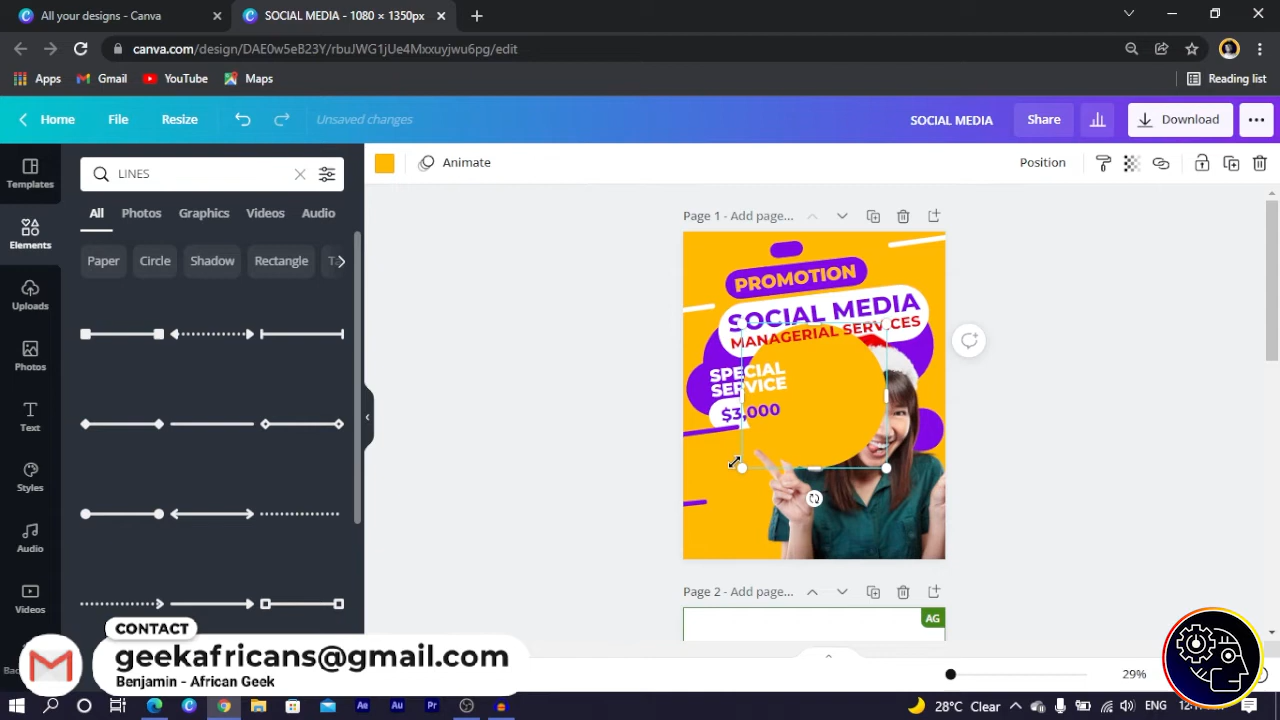 All your designs - Canva
SOCIAL MEDIA - 1080 × 1350px
canva.com/design/DAE0w5eB23Y/rbuJWG1jUe4Mxxuyjwu6pg/edit
Apps
Gmail
YouTube
Maps
Reading list
Home
File
Resize
Unsaved changes
SOCIAL MEDIA
Share
Download
Templates
LINES
Animate
Position
Elements
All
Photos
Graphics
Videos
Audio
Paper
Circle
Shadow
Rectangle
Uploads
Photos
Text
Styles
Audio
Videos
Page 1 - Add page...
PROMOTION
SOCIAL MEDIA
MANAGERIAL SERVICES
SPECIAL
SERVICE
$3,000
Page 2 - Add page...
AG
CONTACT
geekafricans@gmail.com
Benjamin - African Geek
29%
Ae
Au
Pr
28°C Clear
ENG